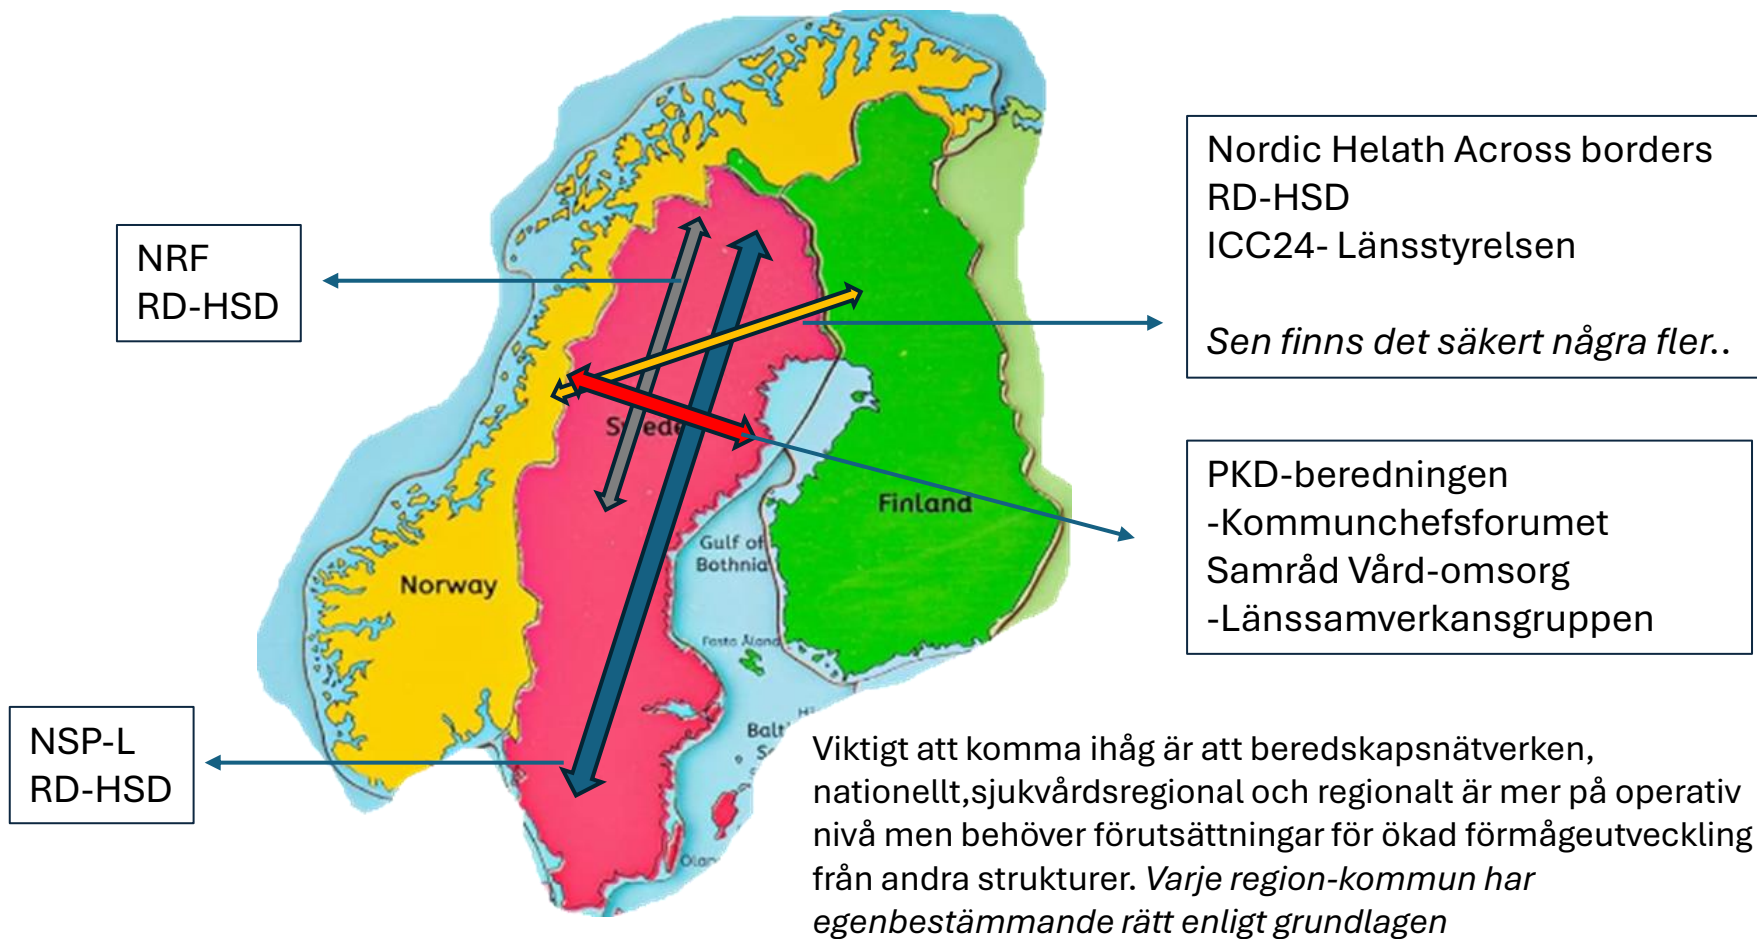 Nordic Helath Across borders
RD-HSD
ICC24- Länsstyrelsen
Sen finns det säkert några fler..
NRF
RD-HSD
PKD-beredningen
-Kommunchefsforumet
Samråd Vård-omsorg
-Länssamverkansgruppen
Finland
Gulf of
Bothnia
Norway
Fasta Åland
NSP-L
RD-HSD
Viktigt att komma ihåg är att beredskapsnätverken,
nationellt,sjukvårdsregional och regionalt är mer på operativ
nivå men behöver förutsättningar för ökad förmågeutveckling
från andra strukturer. Varje region-kommun har
egenbestämmande rätt enligt grundlagen